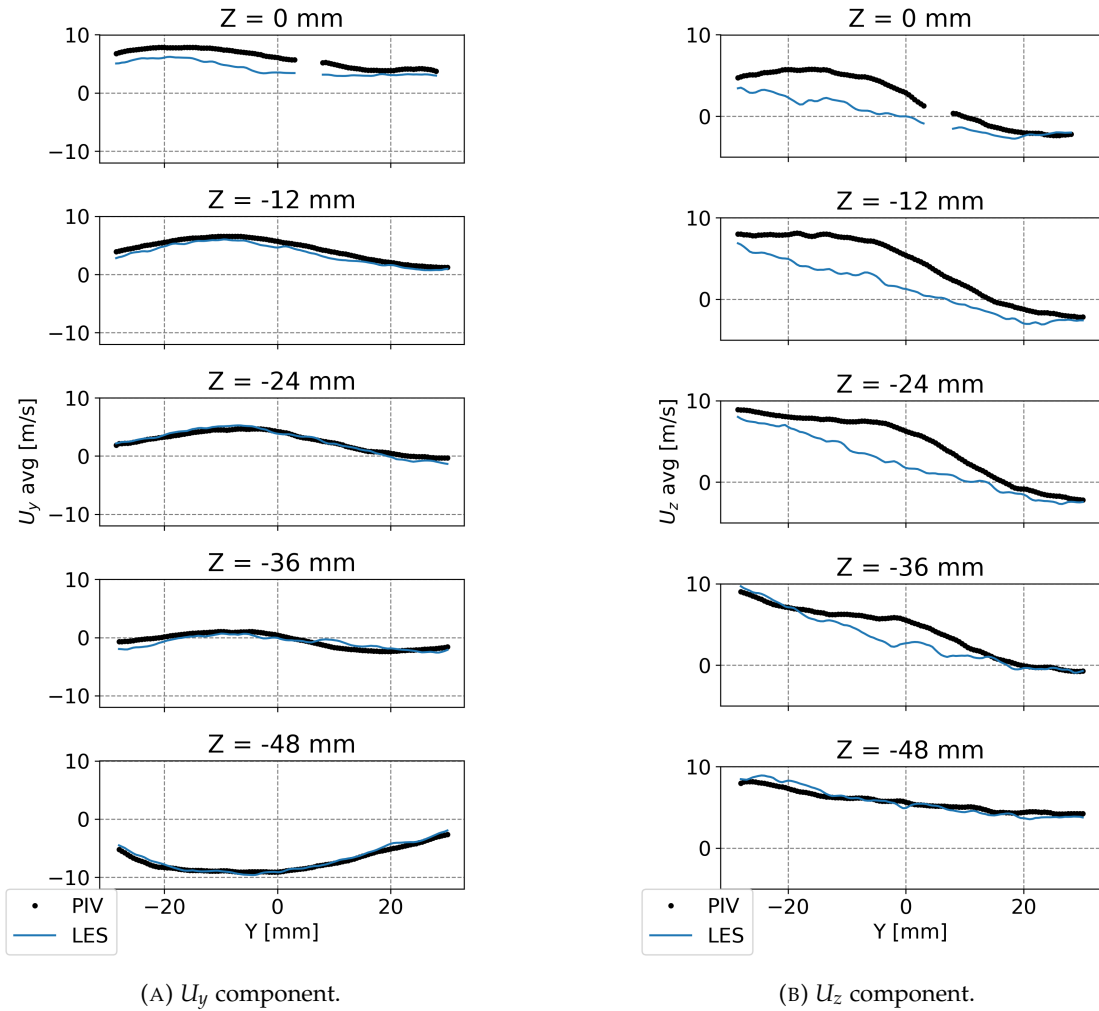 Z = 0 mm
10
0
−10
Z = -12 mm
10
0
−10
Z = -24 mm
10
0
−10
Z = -36 mm
10
0
−10
Z = -48 mm
10
0
−10
U_y avg [m/s]
−20 0 20
Y [mm]
PIV
LES
(A) U_y component.
Z = 0 mm
0
Z = -12 mm
10
0
Z = -24 mm
10
0
Z = -36 mm
10
0
Z = -48 mm
10
0
U_z avg [m/s]
−20 0 20
Y [mm]
PIV
LES
(B) U_z component.